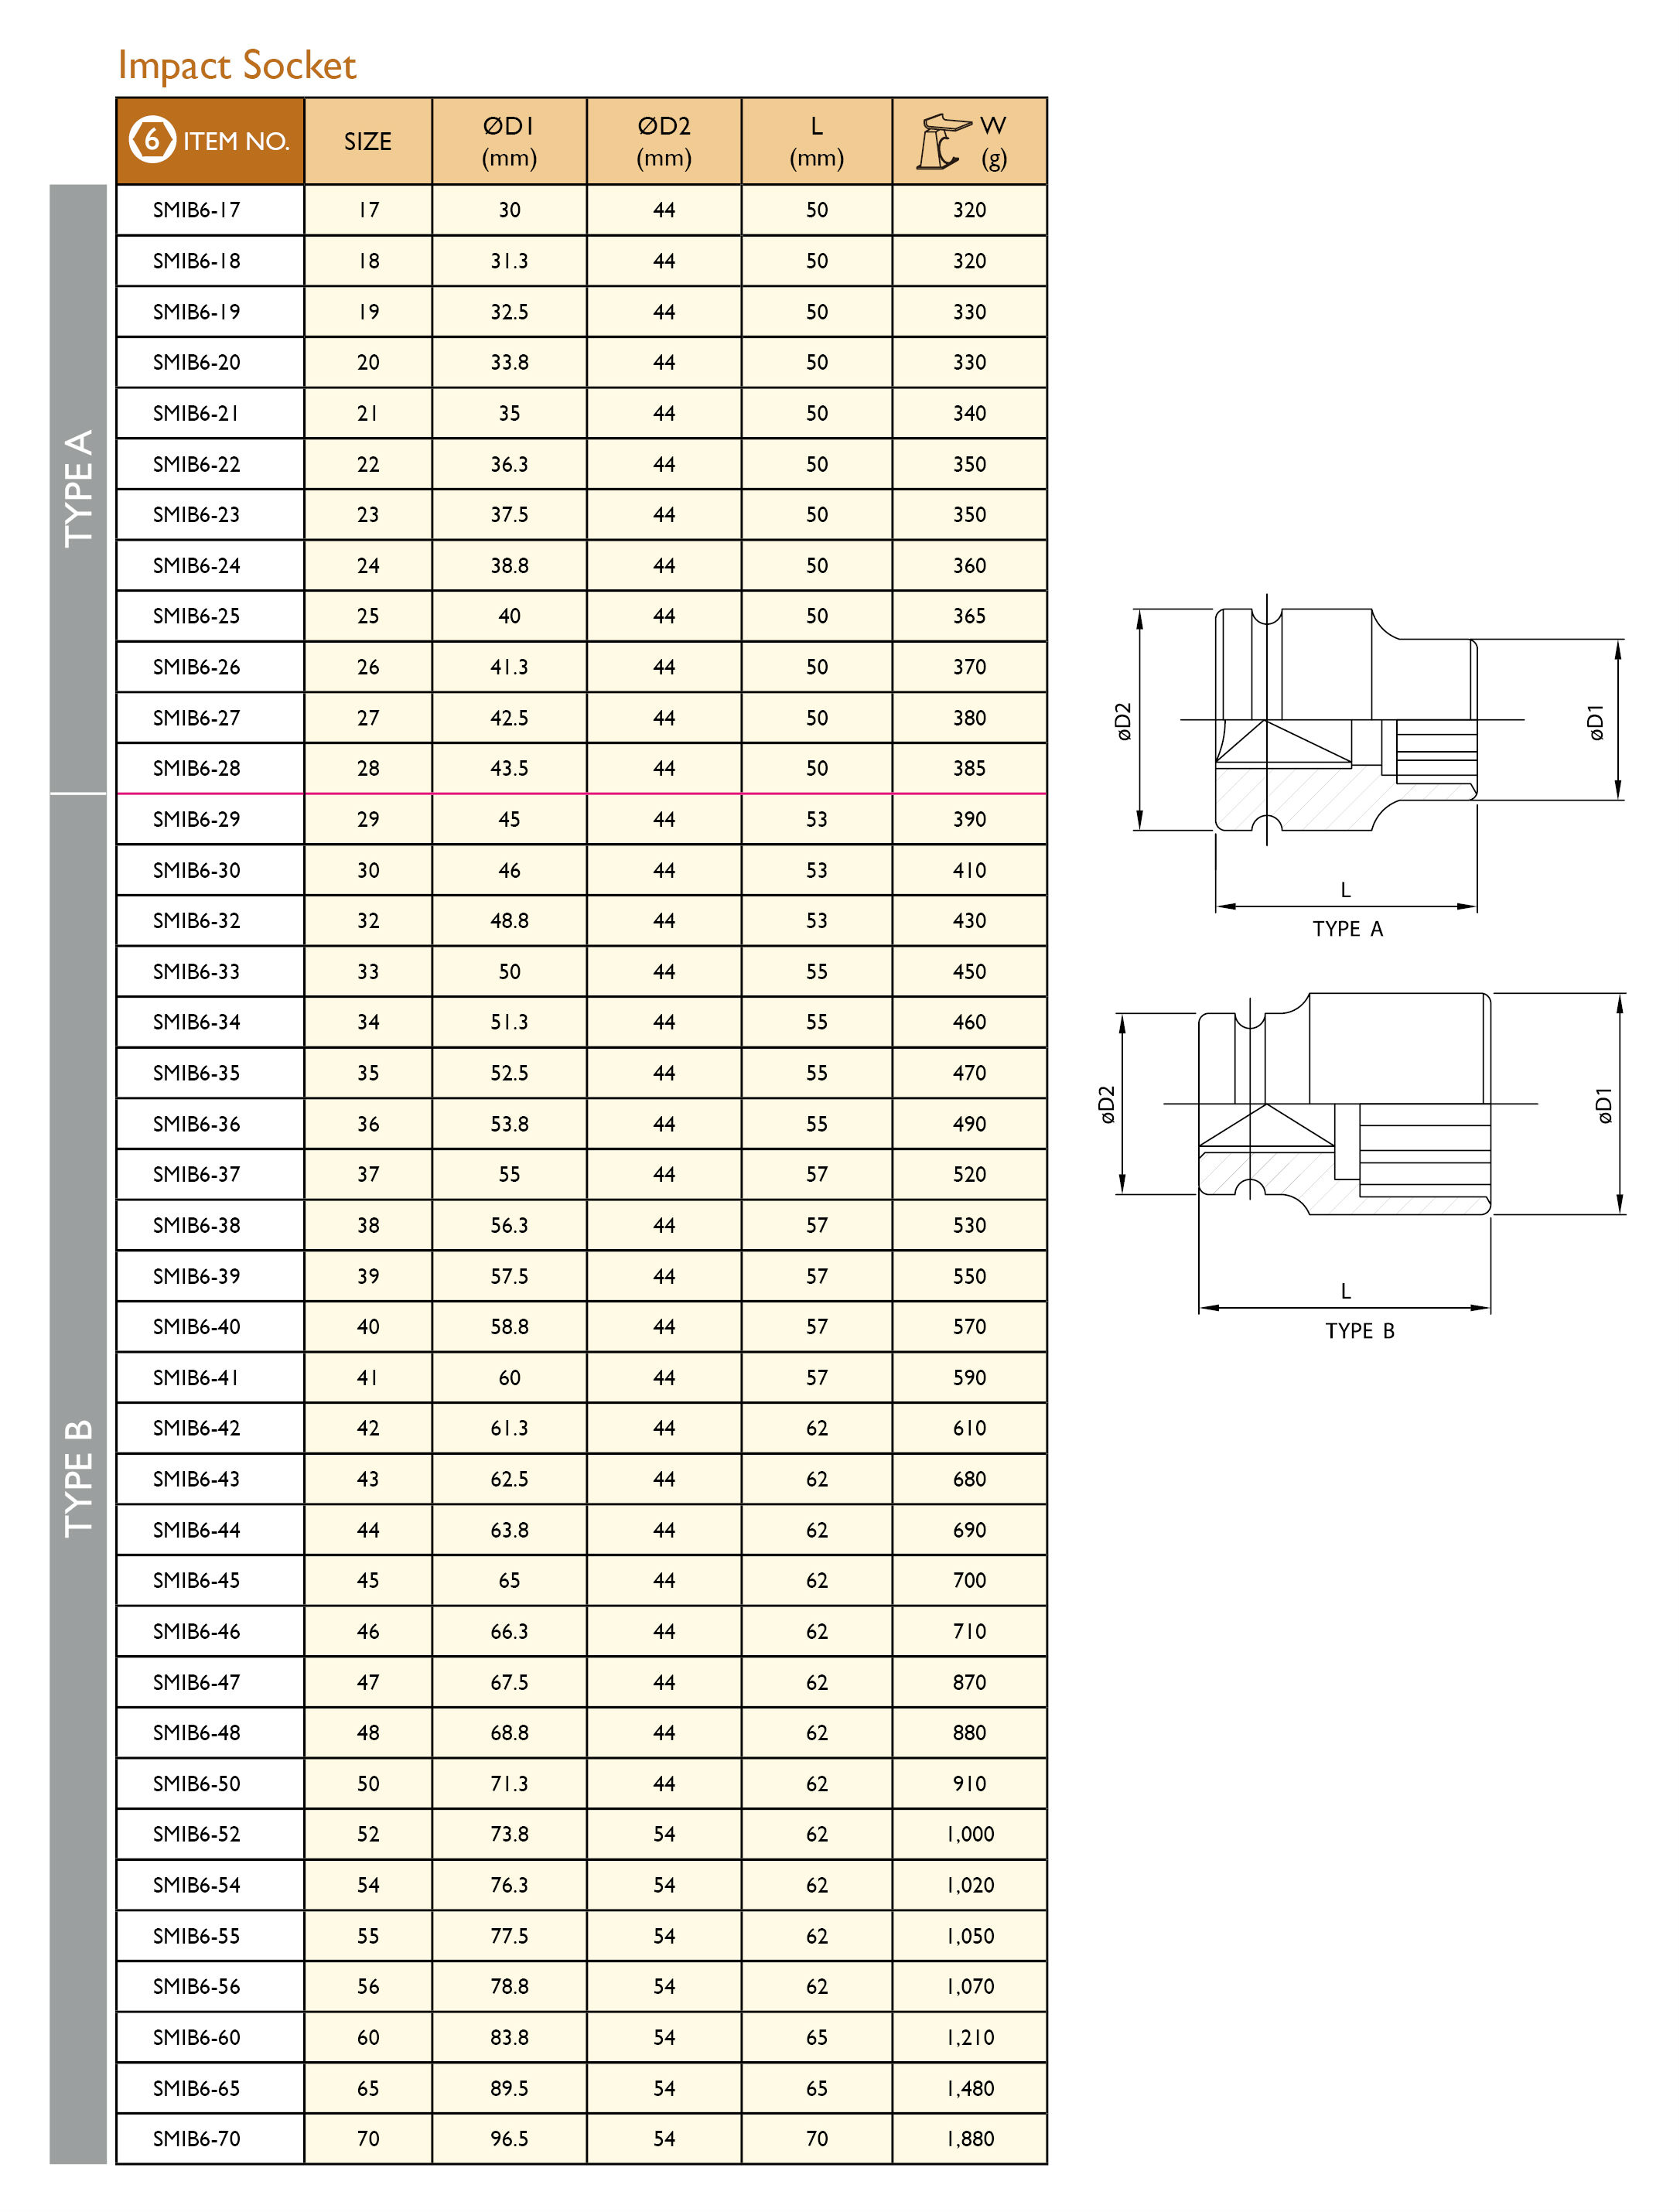 Impact Socket
6 ITEM NO. SIZE ØD1 (mm) ØD2 (mm) L (mm) W (g)
TYPE A
SMIB6-17 17 30 44 50 320
SMIB6-18 18 31.3 44 50 320
SMIB6-19 19 32.5 44 50 330
SMIB6-20 20 33.8 44 50 330
SMIB6-21 21 35 44 50 340
SMIB6-22 22 36.3 44 50 350
SMIB6-23 23 37.5 44 50 350
SMIB6-24 24 38.8 44 50 360
SMIB6-25 25 40 44 50 365
SMIB6-26 26 41.3 44 50 370
SMIB6-27 27 42.5 44 50 380
SMIB6-28 28 43.5 44 50 385
TYPE B
SMIB6-29 29 45 44 53 390
SMIB6-30 30 46 44 53 410
SMIB6-32 32 48.8 44 53 430
SMIB6-33 33 50 44 55 450
SMIB6-34 34 51.3 44 55 460
SMIB6-35 35 52.5 44 55 470
SMIB6-36 36 53.8 44 55 490
SMIB6-37 37 55 44 57 520
SMIB6-38 38 56.3 44 57 530
SMIB6-39 39 57.5 44 57 550
SMIB6-40 40 58.8 44 57 570
SMIB6-41 41 60 44 57 590
SMIB6-42 42 61.3 44 62 610
SMIB6-43 43 62.5 44 62 680
SMIB6-44 44 63.8 44 62 690
SMIB6-45 45 65 44 62 700
SMIB6-46 46 66.3 44 62 710
SMIB6-47 47 67.5 44 62 870
SMIB6-48 48 68.8 44 62 880
SMIB6-50 50 71.3 44 62 910
SMIB6-52 52 73.8 54 62 1,000
SMIB6-54 54 76.3 54 62 1,020
SMIB6-55 55 77.5 54 62 1,050
SMIB6-56 56 78.8 54 62 1,070
SMIB6-60 60 83.8 54 65 1,210
SMIB6-65 65 89.5 54 65 1,480
SMIB6-70 70 96.5 54 70 1,880
øD2
øD1
L
TYPE A
øD2
øD1
L
TYPE B